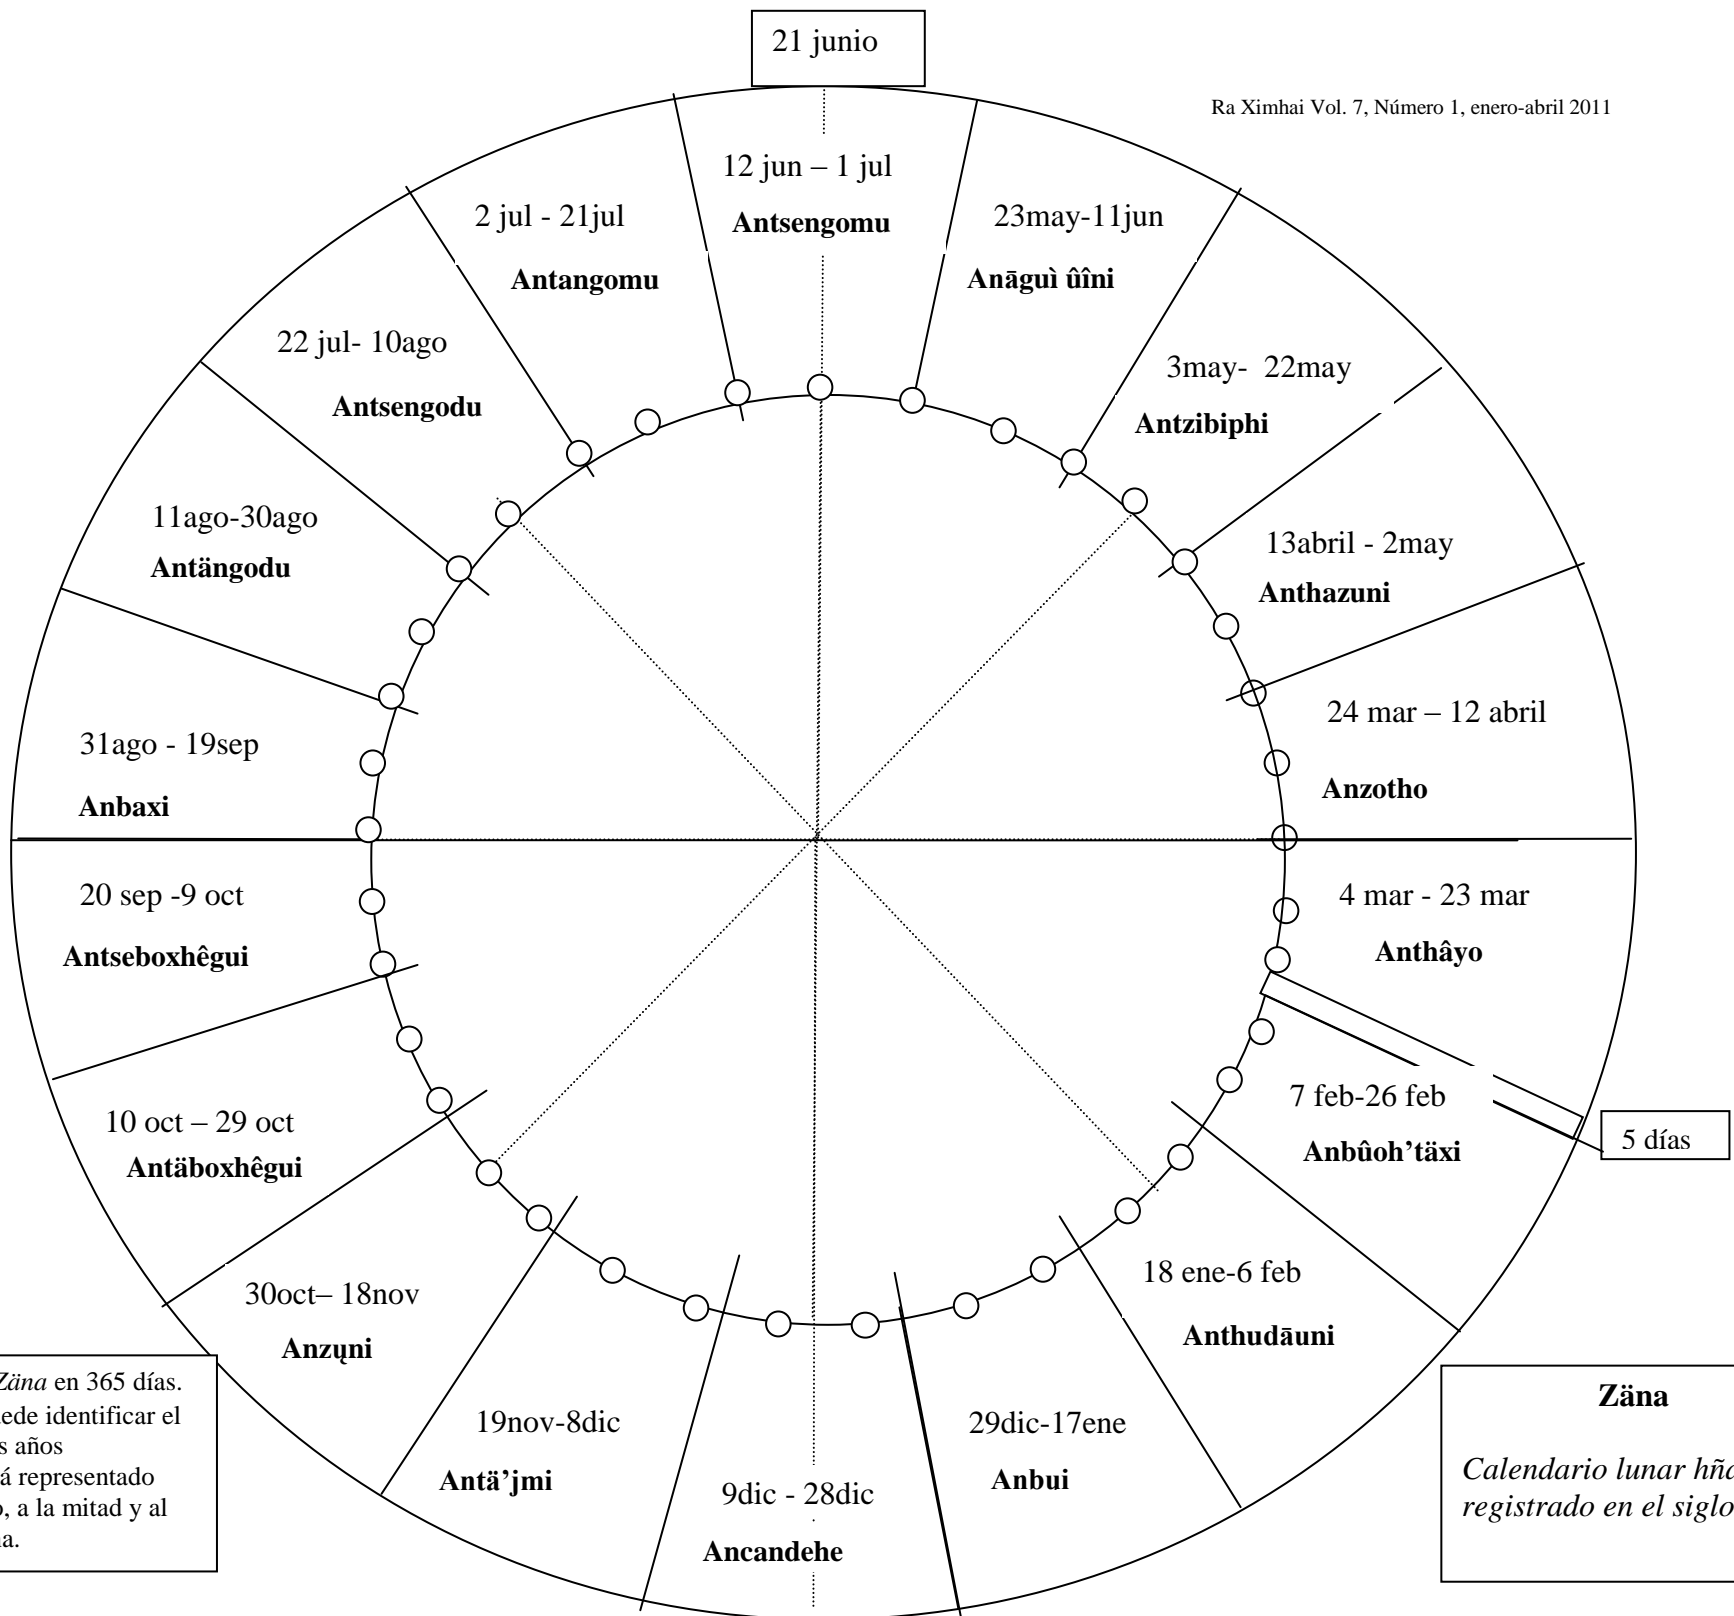 21 junio
Ra Ximhai Vol. 7, Número 1, enero-abril 2011
12 jun – 1 jul
Antsengomu
2 jul - 21jul
Antangomu
23may-11jun
Anāguì ûîni
22 jul- 10ago
Antsengodu
3may- 22may
Antzibiphi
11ago-30ago
Antängodu
13abril - 2may
Anthazuni
31ago - 19sep
Anbaxi
24 mar – 12 abril
Anzotho
20 sep -9 oct
Antseboxhêgui
4 mar - 23 mar
Anthâyo
10 oct – 29 oct
Antäboxhêgui
7 feb-26 feb
Anbûoh’täxi
5 días
30oct– 18nov
Anzųni
18 ene-6 feb
Anthudāuni
19nov-8dic
Antä’jmi
29dic-17ene
Anbui
9dic - 28dic
Ancandehe
Zäna en 365 días.
identificar el
años
representado
a la mitad y al
Zäna
Calendario lunar
registrado en el siglo